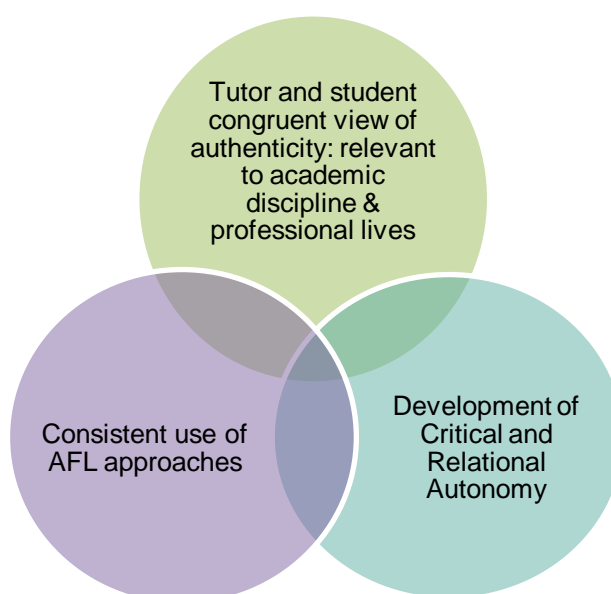 Tutor and student
congruent view of
authenticity: relevant
to academic
discipline &
professional lives
Consistent use of
AFL approaches
Development of
Critical and
Relational
Autonomy